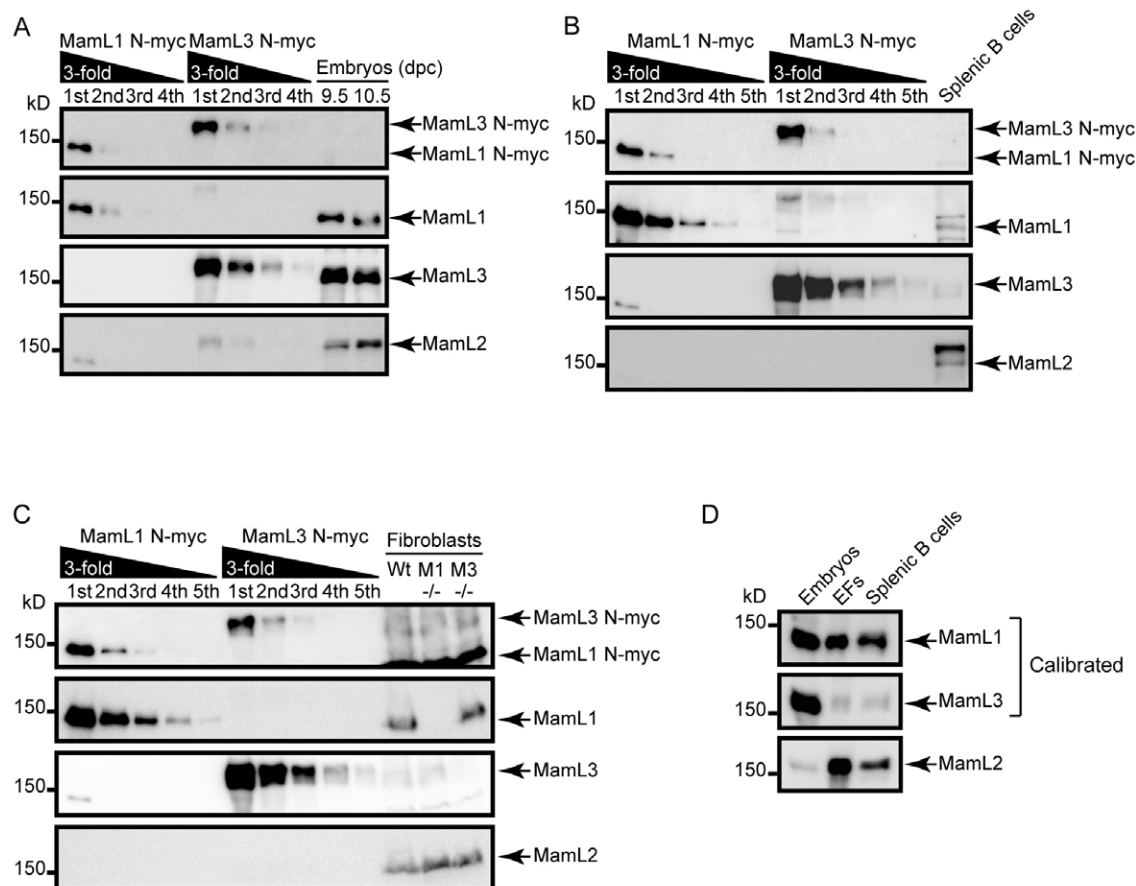 A
MamL1 N-myc MamL3 N-myc
3-fold 3-fold Embryos (dpc)
1st 2nd 3rd 4th 1st 2nd 3rd 4th 9.5 10.5
kD
150 MamL3 N-myc
MamL1 N-myc
150 MamL1
150 MamL3
150 MamL2
B
MamL1 N-myc MamL3 N-myc Splenic B cells
3-fold 3-fold
1st 2nd 3rd 4th 5th 1st 2nd 3rd 4th 5th
kD
150 MamL3 N-myc
MamL1 N-myc
150 MamL1
150 MamL3
150 MamL2
C
MamL1 N-myc MamL3 N-myc Fibroblasts
3-fold 3-fold Wt M1 M3
1st 2nd 3rd 4th 5th 1st 2nd 3rd 4th 5th -/- -/-
kD
150 MamL3 N-myc
MamL1 N-myc
150 MamL1
150 MamL3
150 MamL2
D
Embryos EFs Splenic B cells
kD
150 MamL1
Calibrated
150 MamL3
150 MamL2